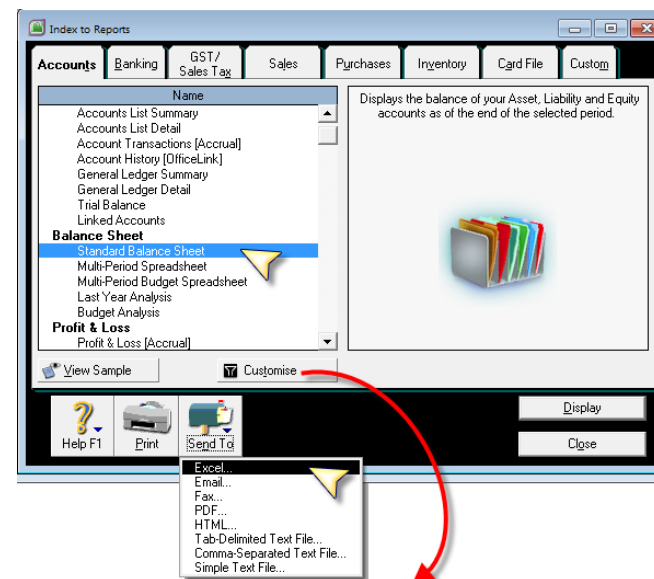 Index to Reports
Accounts
Banking
GST/
Sales Tax
Sales
Purchases
Inventory
Card File
Custom
Name
Accounts List Summary
Accounts List Detail
Account Transactions [Accrual]
Account History [OfficeLink]
General Ledger Summary
General Ledger Detail
Trial Balance
Linked Accounts
Balance Sheet
Standard Balance Sheet
Multi-Period Spreadsheet
Multi-Period Budget Spreadsheet
Last Year Analysis
Budget Analysis
Profit & Loss
Profit & Loss [Accrual]
Displays the balance of your Asset, Liability and Equity
accounts as of the end of the selected period.
View Sample
Customise
Help F1
Print
Send To
Display
Close
Excel...
Email...
Fax...
PDF...
HTML...
Tab-Delimited Text File...
Comma-Separated Text File...
Simple Text File...